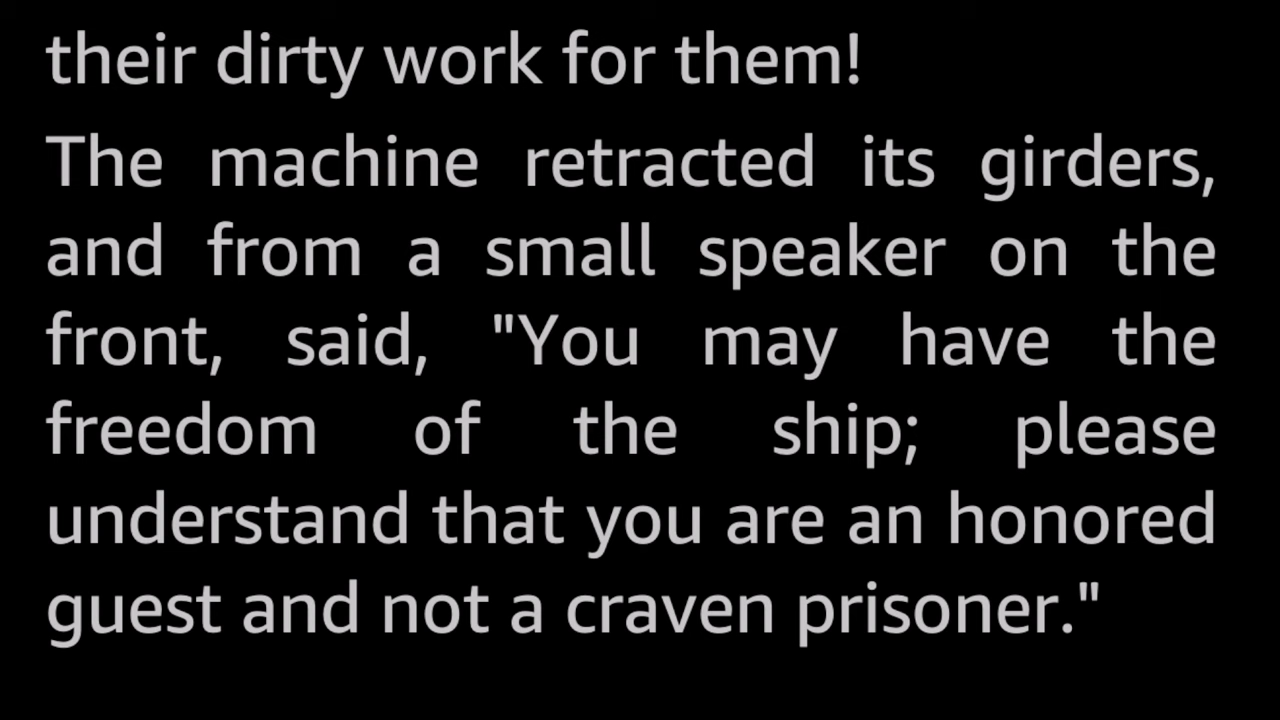 their dirty work for them!
The machine retracted its girders,
and from a small speaker on the
front, said, "You may have the
freedom of the ship; please
understand that you are an honored
guest and not a craven prisoner."